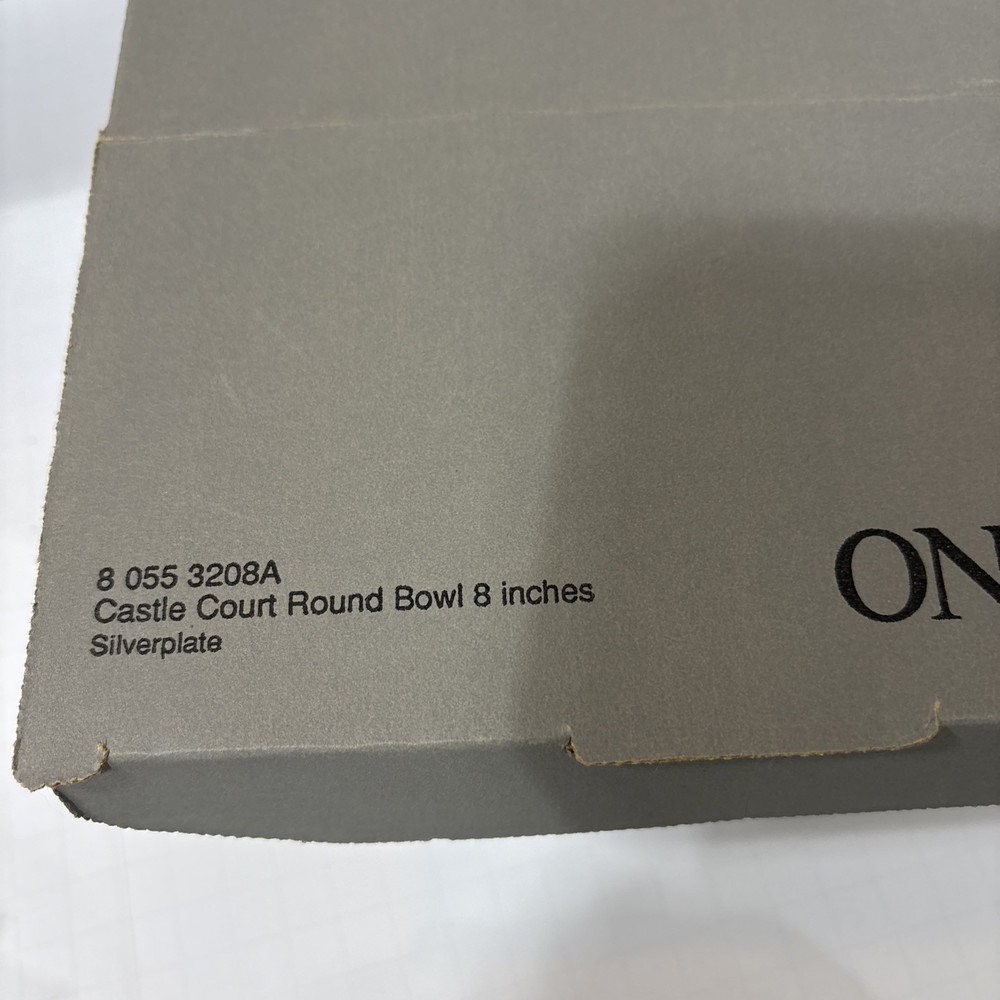 8 055 3208A
Castle Court Round Bowl 8 inches
Silverplate
ON